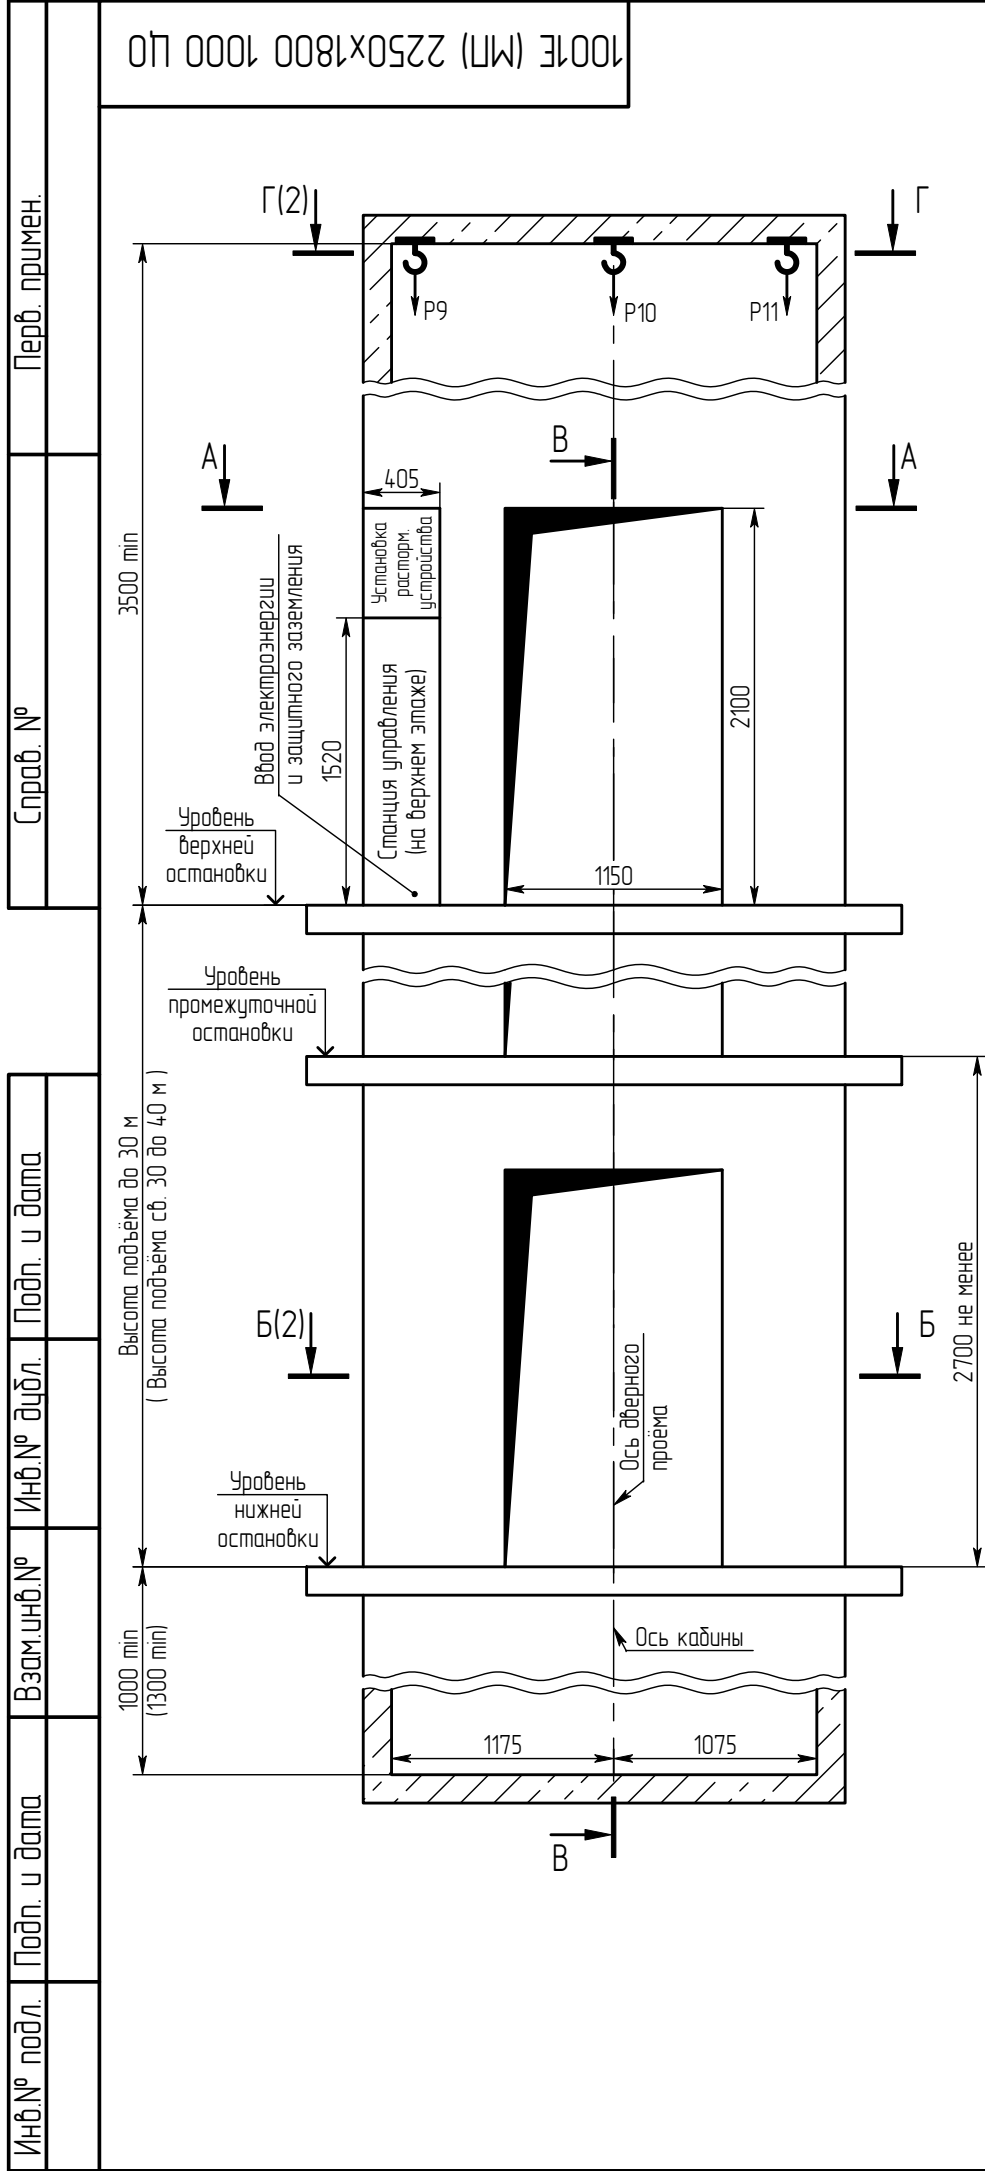 1001Е (МП) 2250х1800 1000 ЦО
Перв. примен.
Справ. №
Подп. и дата
Инв.№ дубл.
Взам.инв.№
Подп. и дата
Инв.№ подл.
Г(2)
Г
Р9
Р10
Р11
3500 min
А
А
В
405
Установка
расторм.
устройства
Ввод электроэнергии
и защитного заземления
1520
Станция управления
(на верхнем этаже)
2100
1150
Уровень
верхней
остановки
Уровень
промежуточной
остановки
Высота подъёма до 30 м
( Высота подъёма св. 30 до 40 м )
Б(2)
Б
2700 не менее
Ось дверного
проёма
Уровень
нижней
остановки
1000 min
(1300 min)
Ось кабины
1175
1075
В